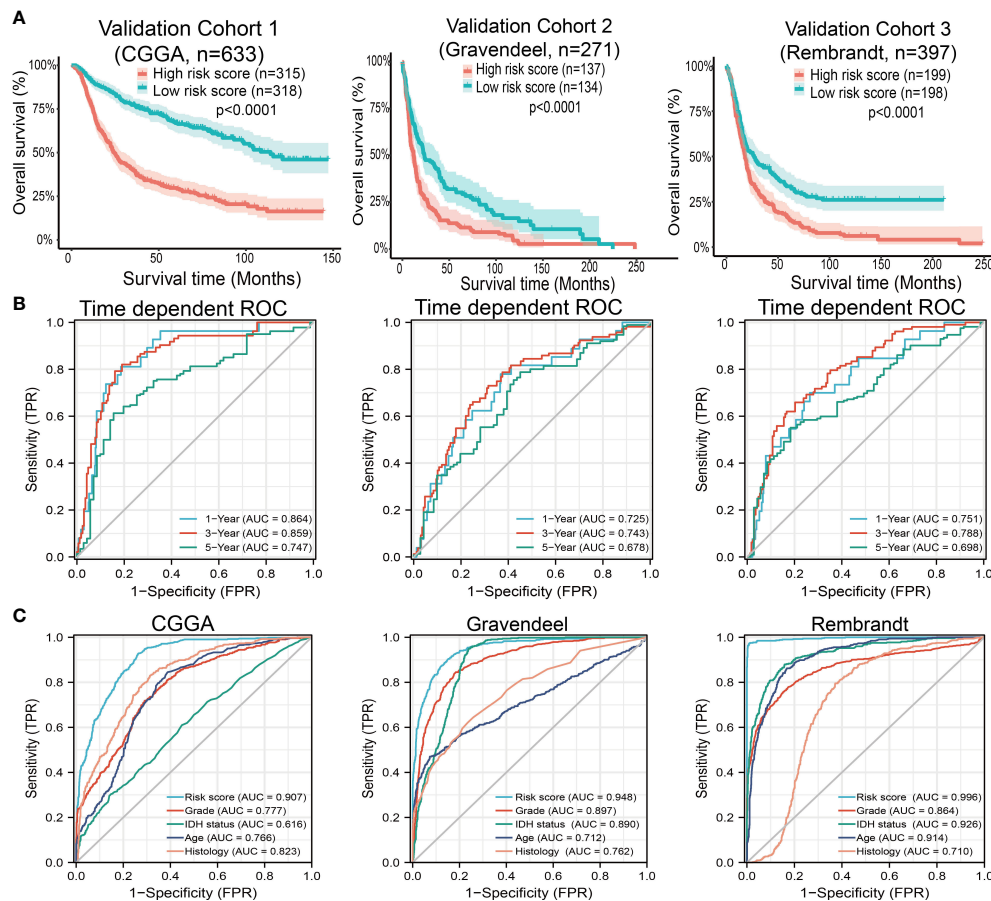 A
Validation Cohort 1
(CGGA, n=633)
High risk score (n=315)
Low risk score (n=318)
p<0.0001
Overall survival (%)
100%
75%
50%
25%
0%
0
50
100
150
Survival time (Months)
Validation Cohort 2
(Gravendeel, n=271)
High risk score (n=137)
Low risk score (n=134)
p<0.0001
Overall survival (%)
100%
75%
50%
25%
0%
0
50
100
150
200
250
Survival time (Months)
Validation Cohort 3
(Rembrandt, n=397)
High risk score (n=199)
Low risk score (n=198)
p<0.0001
Overall survival (%)
100%
75%
50%
25%
0%
0
50
100
150
200
250
Survival time (Months)
B
Time dependent ROC
Sensitivity (TPR)
1.0
0.8
0.6
0.4
0.2
0.0
1-Year (AUC = 0.864)
3-Year (AUC = 0.859)
5-Year (AUC = 0.747)
0.0 0.2 0.4 0.6 0.8 1.0
1-Specificity (FPR)
Time dependent ROC
Sensitivity (TPR)
1.0
0.8
0.6
0.4
0.2
0.0
1-Year (AUC = 0.725)
3-Year (AUC = 0.743)
5-Year (AUC = 0.678)
0.0 0.2 0.4 0.6 0.8 1.0
1-Specificity (FPR)
Time dependent ROC
Sensitivity (TPR)
1.0
0.8
0.6
0.4
0.2
0.0
1-Year (AUC = 0.751)
3-Year (AUC = 0.788)
5-Year (AUC = 0.698)
0.0 0.2 0.4 0.6 0.8 1.0
1-Specificity (FPR)
C
CGGA
Sensitivity (TPR)
1.0
0.8
0.6
0.4
0.2
0.0
Risk score (AUC = 0.907)
Grade (AUC = 0.777)
IDH status (AUC = 0.616)
Age (AUC = 0.766)
Histology (AUC = 0.823)
0.0 0.2 0.4 0.6 0.8 1.0
1-Specificity (FPR)
Gravendeel
Sensitivity (TPR)
1.0
0.8
0.6
0.4
0.2
0.0
Risk score (AUC = 0.948)
Grade (AUC = 0.897)
IDH status (AUC = 0.890)
Age (AUC = 0.712)
Histology (AUC = 0.762)
0.0 0.2 0.4 0.6 0.8 1.0
1-Specificity (FPR)
Rembrandt
Sensitivity (TPR)
1.0
0.8
0.6
0.4
0.2
0.0
Risk score (AUC = 0.996)
Grade (AUC = 0.864)
IDH status (AUC = 0.926)
Age (AUC = 0.914)
Histology (AUC = 0.710)
0.0 0.2 0.4 0.6 0.8 1.0
1-Specificity (FPR)